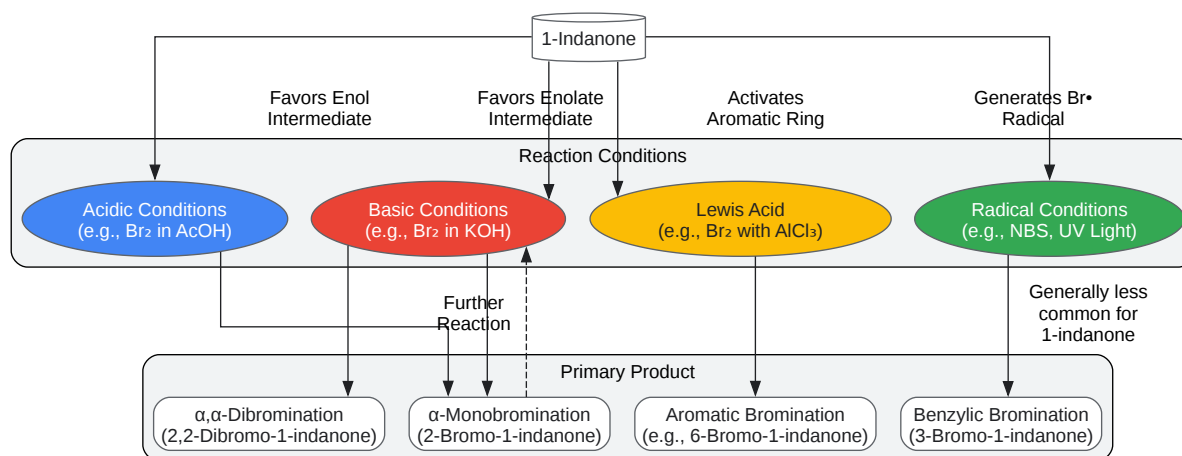 1-Indanone
Favors Enol
Intermediate
Favors Enolate
Intermediate
Activates
Aromatic Ring
Generates Br•
Radical
Reaction Conditions
Acidic Conditions
(e.g., Br₂ in AcOH)
Basic Conditions
(e.g., Br₂ in KOH)
Lewis Acid
(e.g., Br₂ with AlCl₃)
Radical Conditions
(e.g., NBS, UV Light)
Further
Reaction
Generally less
common for
1-indanone
Primary Product
α,α-Dibromination
(2,2-Dibromo-1-indanone)
α-Monobromination
(2-Bromo-1-indanone)
Aromatic Bromination
(e.g., 6-Bromo-1-indanone)
Benzylic Bromination
(3-Bromo-1-indanone)